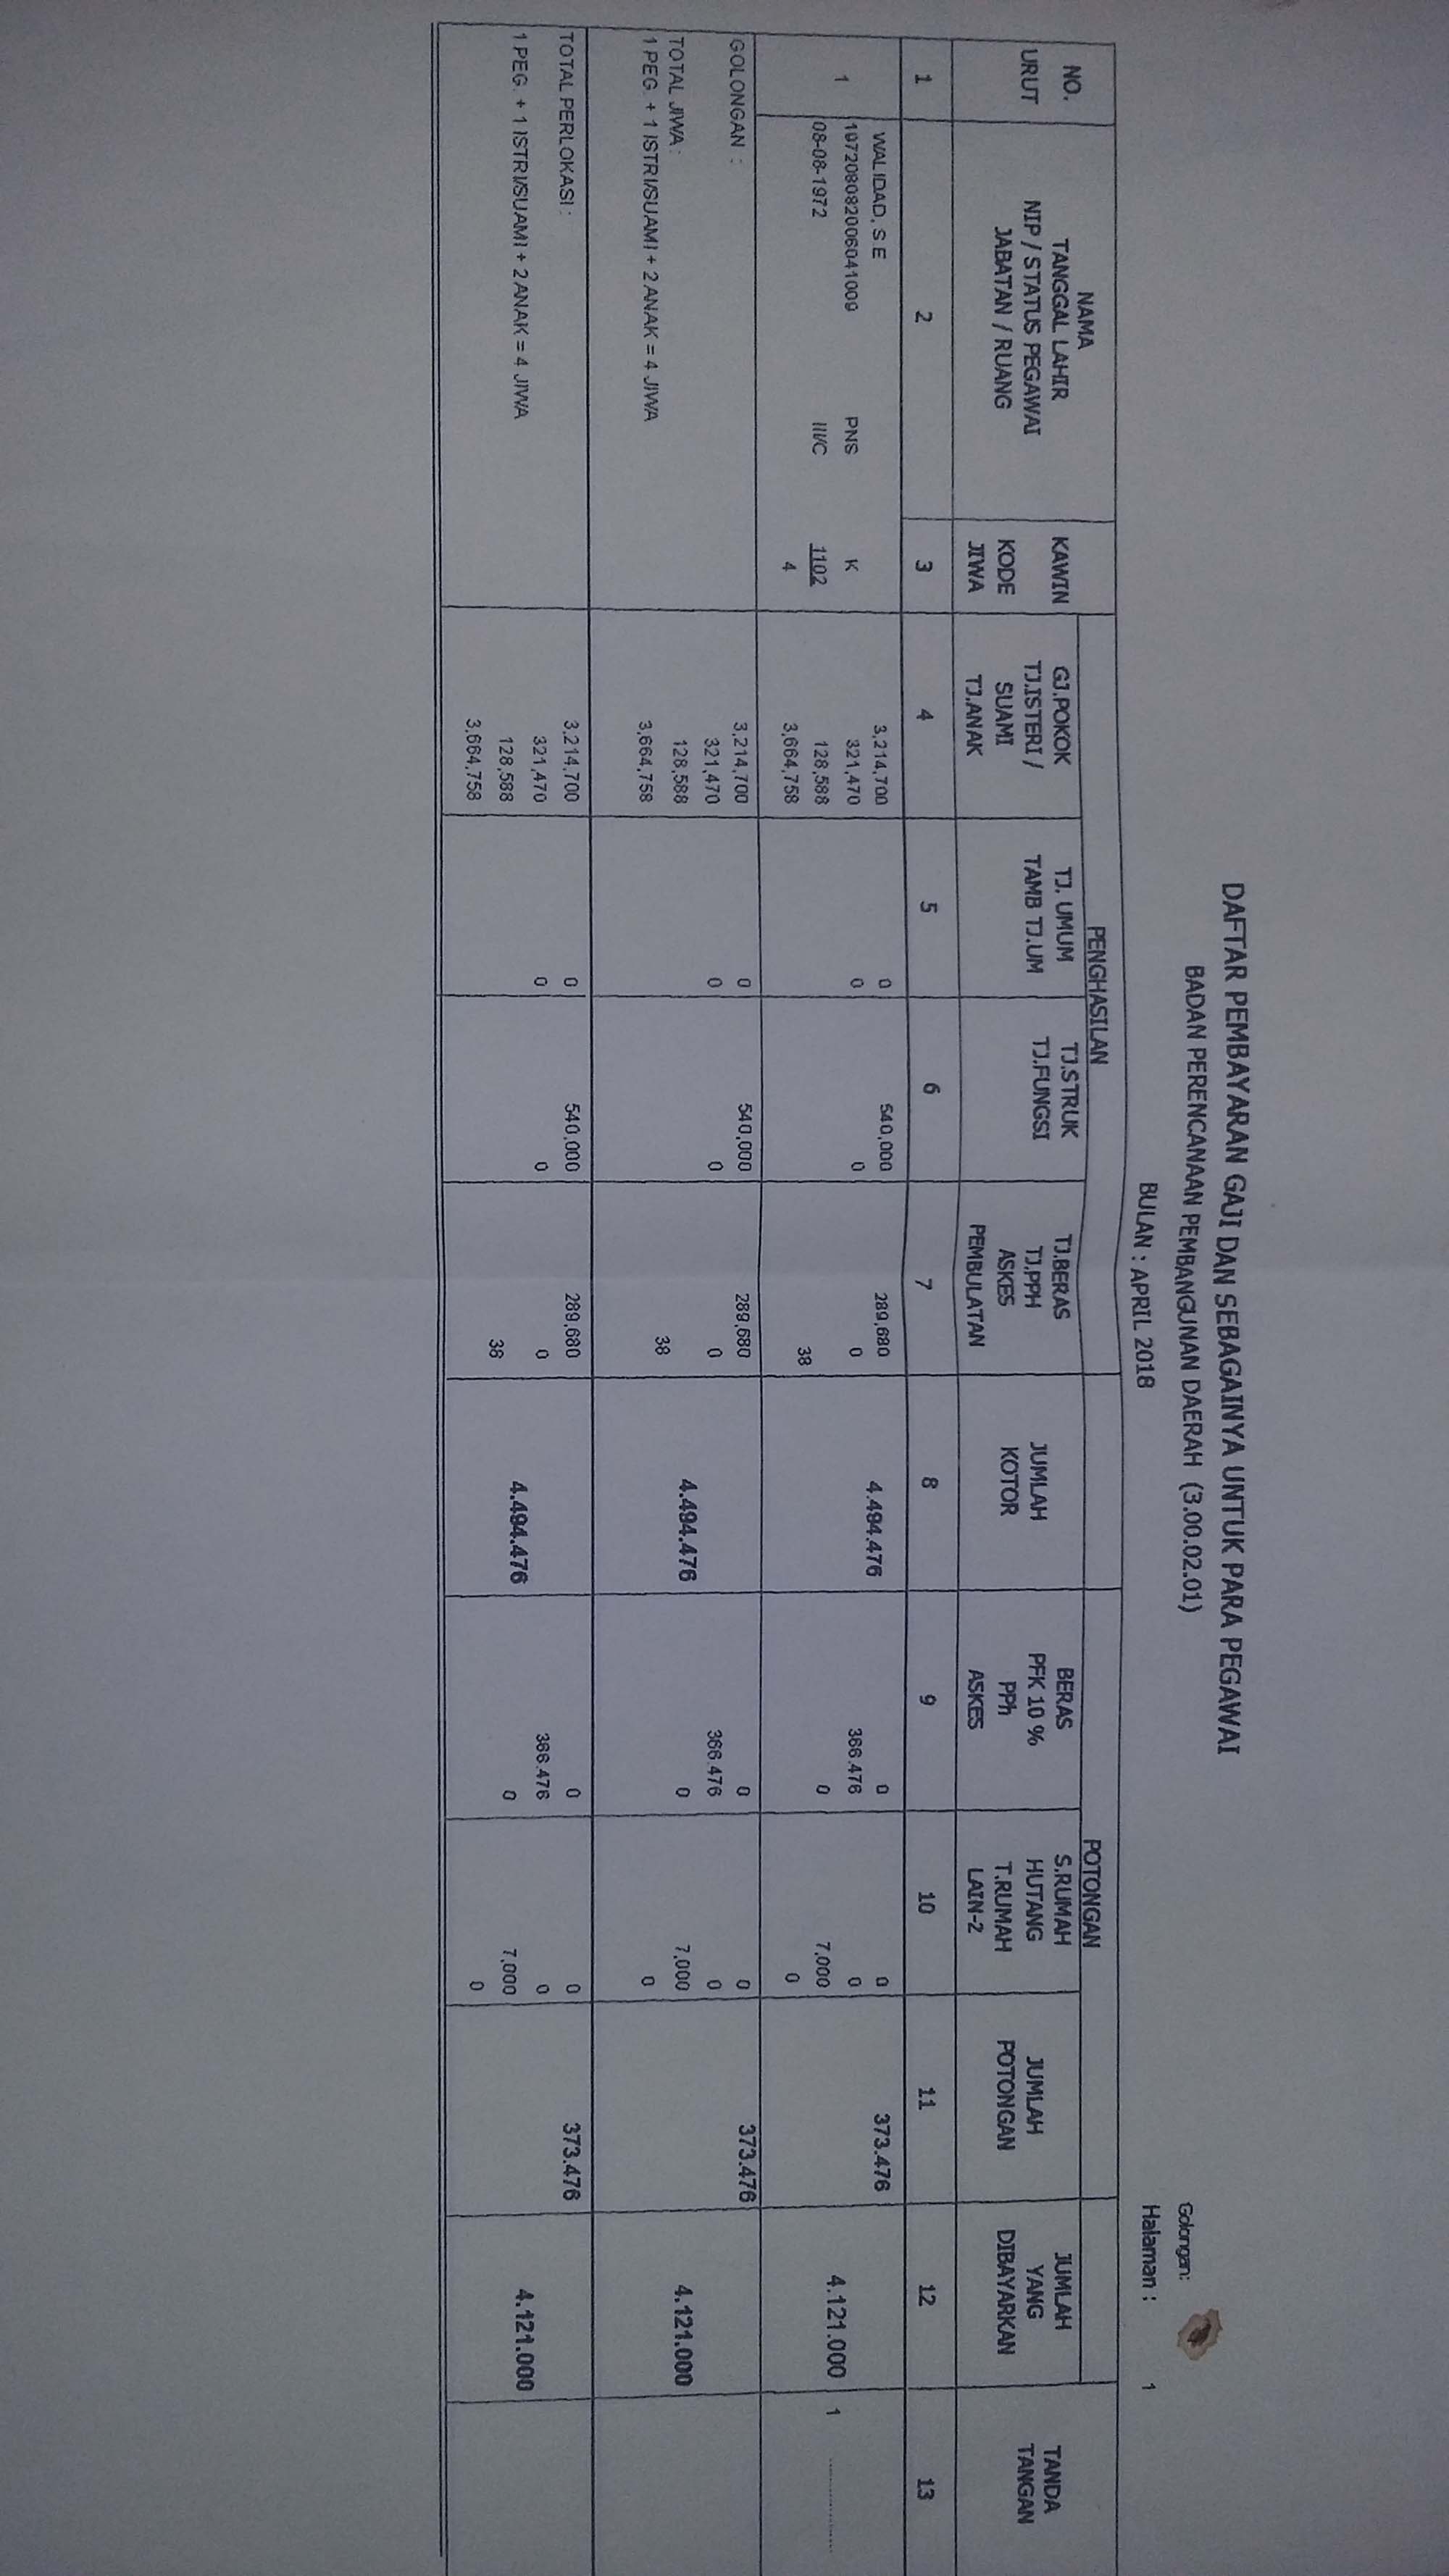 DAFTAR PEMBAYARAN GAJI DAN SEBAGAINYA UNTUK PARA PEGAWAI
BADAN PERENCANAAN PEMBANGUNAN DAERAH (3.00.02.01)
BULAN : APRIL 2018
Golongan:
Halaman : 1
NO. URUT
NAMA
TANGGAL LAHIR
NIP / STATUS PEGAWAI
JABATAN / RUANG
KAWIN
KODE
JIWA
PENGHASILAN
GJ.POKOK
TJ.ISTERI /
SUAMI
TJ.ANAK
TJ. UMUM
TAMB TJ.UM
TJ.STRUK
TJ.FUNGSI
TJ.BERAS
TJ.PPH
ASKES
PEMBULATAN
JUMLAH
KOTOR
POTONGAN
BERAS
PFK 10 %
PPh
ASKES
S.RUMAH
HUTANG
T.RUMAH
LAIN-2
JUMLAH
POTONGAN
JUMLAH
YANG
DIBAYARKAN
TANDA
TANGAN
1 2 3 4 5 6 7 8 9 10 11 12 13
WALIDAD, S E 3,214,700 0 540,000 289,680 4.494.476 0 0 373.476
1 197208082006041009 PNS K 321,470 0 0 0 366.476 0
08-08-1972 III/C 1102 128,588 38 0 7,000 4.121.000 1 ..................
4 3,664,758 0
GOLONGAN : 3,214,700 0 540,000 289,680 0 0 373.476
321,470 0 0 0 366.476 0
TOTAL JIWA : 128,588 38 4.494.476 0 7,000 4.121.000
1 PEG. + 1 ISTRI/SUAMI + 2 ANAK = 4 JIWA 3,664,758 0
TOTAL PERLOKASI : 3,214,700 0 540,000 289,680 0 0 373.476
321,470 0 0 0 366.476 0
1 PEG. + 1 ISTRI/SUAMI + 2 ANAK = 4 JIWA 128,588 38 4.494.476 0 7,000 4.121.000
3,664,758 0